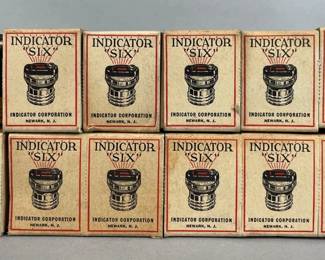 INDICATOR
"SIX"
INDICATOR CORPORATION
NEWARK, N. J.
INDICATOR
"SIX"
INDICATOR CORPORATION
NEWARK, N. J.
INDICATOR
"SIX"
INDICATOR CORPORATION
NEWARK, N. J.
INDICATOR
"SIX"
INDICATOR CORPORATION
NEWARK, N. J.
INDICATOR
"SIX"
INDICATOR CORPORATION
NEWARK, N. J.
INDICATOR
"SIX"
INDICATOR CORPORATION
NEWARK, N. J.
INDICATOR
"SIX"
INDICATOR CORPORATION
NEWARK, N. J.
INDICATOR
"SIX"
INDICATOR CORPORATION
NEWARK, N. J.